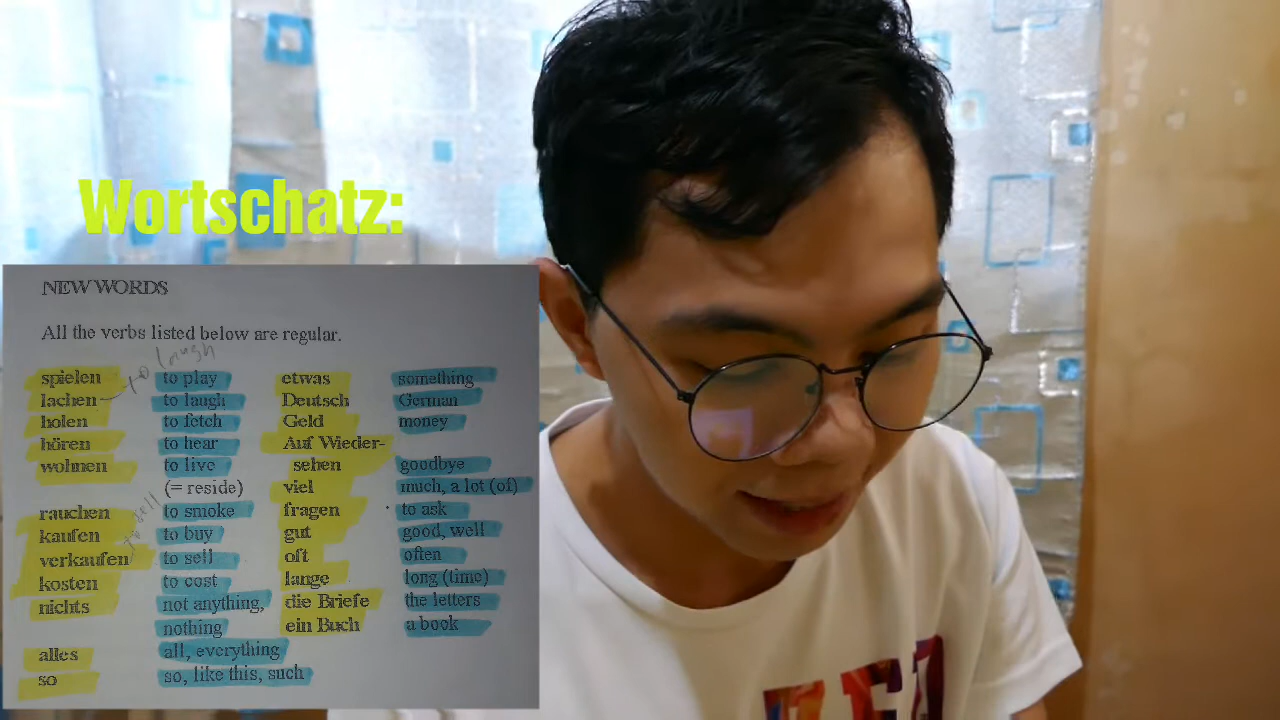 Wortschatz:
NEW WORDS
All the verbs listed below are regular.
to laugh
spielen to play
lachen to laugh
holen to fetch
hören to hear
wohnen to live
(= reside)
to sell
rauchen to smoke
kaufen to buy
verkaufen to sell
kosten to cost
nichts not anything,
nothing
alles all, everything
so so, like this, such
etwas something
Deutsch German
Geld money
Auf Wieder-
sehen goodbye
viel much, a lot (of)
fragen to ask
gut good, well
oft often
lange long (time)
die Briefe the letters
ein Buch a book